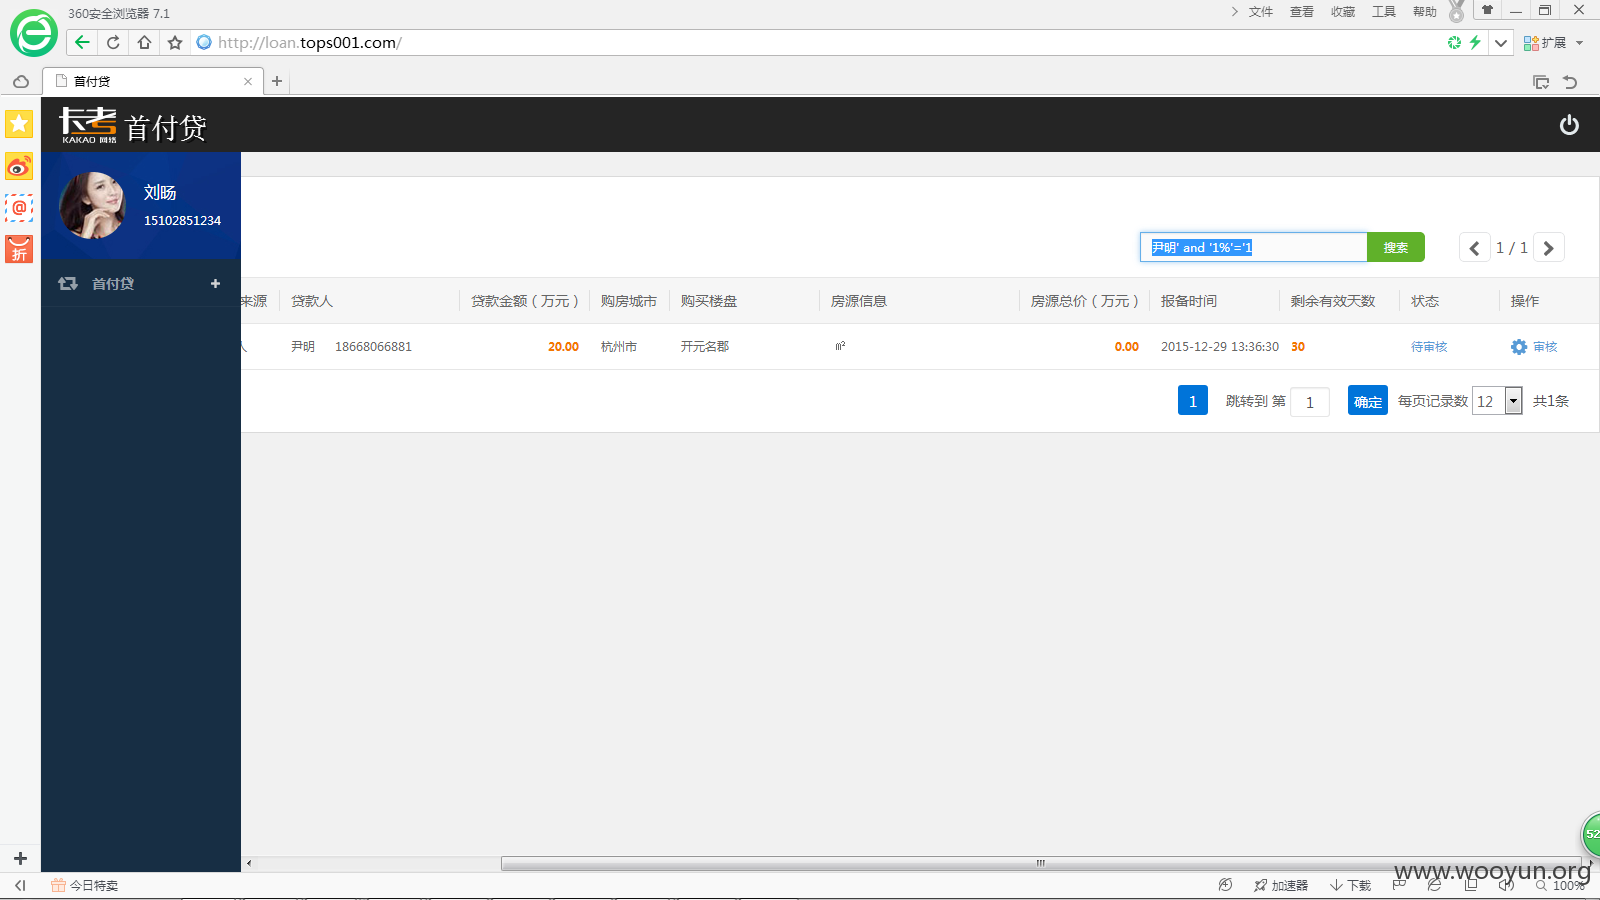 360安全浏览器 7.1
文件 查看 收藏 工具 帮助
http://loan.tops001.com/
扩展
首付贷
卡考
KAKAO 网络
首付贷
刘旸
15102851234
折
首付贷
尹明' and '1%'='1
搜索
1 / 1
来源 贷款人 贷款金额（万元） 购房城市 购买楼盘 房源信息 房源总价（万元） 报备时间 剩余有效天数 状态 操作
人 尹明 18668066881 20.00 杭州市 开元名郡 ㎡ 0.00 2015-12-29 13:36:30 30 待审核 审核
1 跳转到 第 1 确定 每页记录数 12 共1条
52
www.wooyun.org
今日特卖
加速器 下载 100%